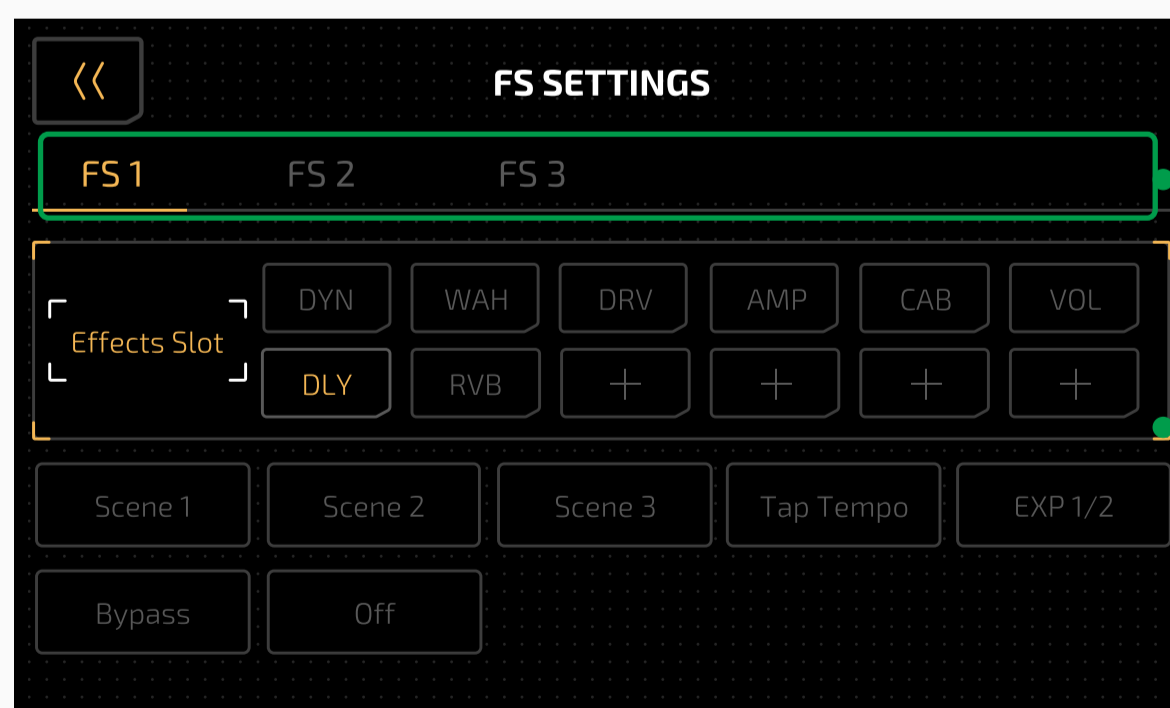 FS SETTINGS
FS 1 FS 2 FS 3
DYN WAH DRV AMP CAB VOL
Effects Slot
DLY RVB + + + +
Scene 1 Scene 2 Scene 3 Tap Tempo EXP 1/2
Bypass Off